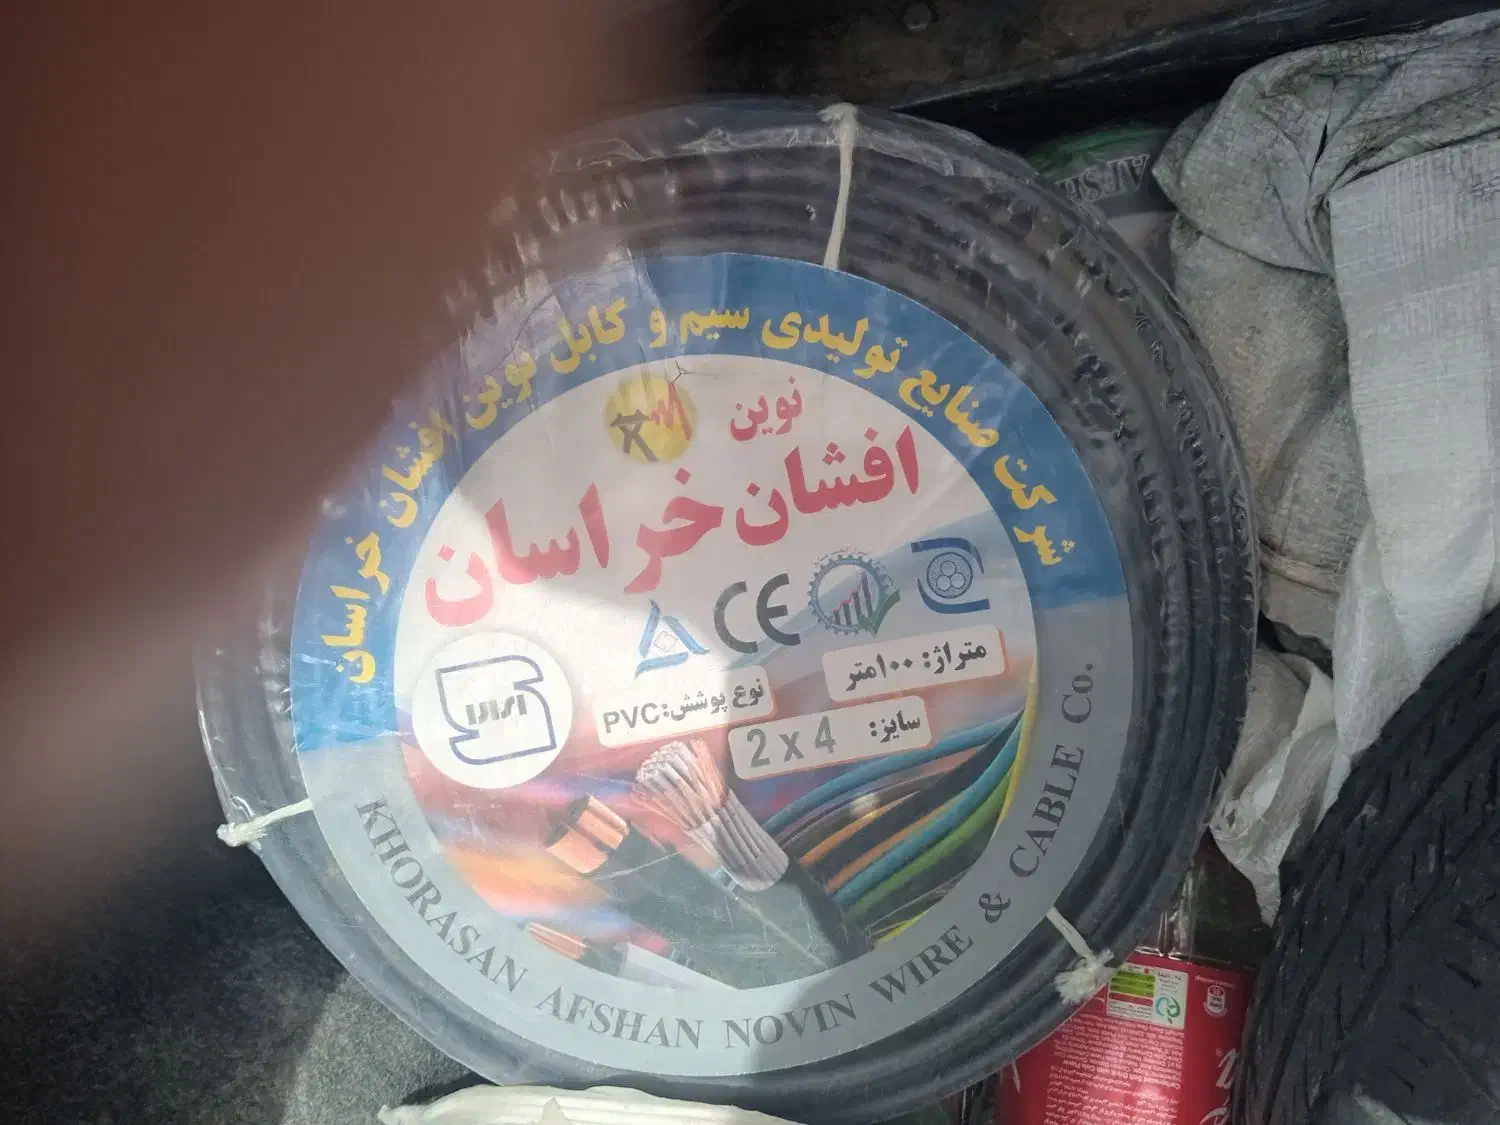 شرکت صنایع تولیدی سیم و کابل نوین افشان خراسان
نوین
افشان خراسان
CE
متراژ: ۱۰۰متر
نوع پوشش: PVC
سایز: 2 x 4
KHORASAN AFSHAN NOVIN WIRE & CABLE Co.